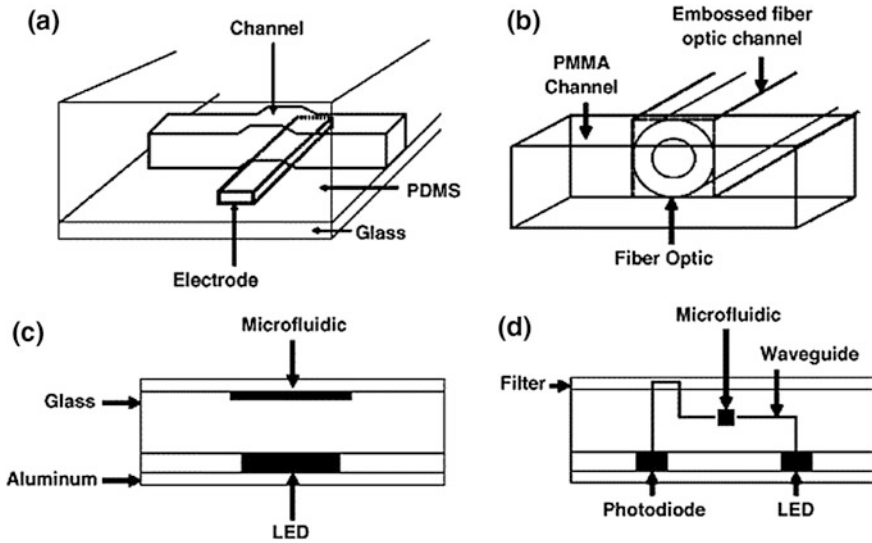 (a)
Channel
PDMS
Glass
Electrode
(b)
Embossed fiber
optic channel
PMMA
Channel
Fiber Optic
(c)
Microfluidic
Glass
Aluminum
LED
(d)
Microfluidic
Waveguide
Filter
Photodiode
LED